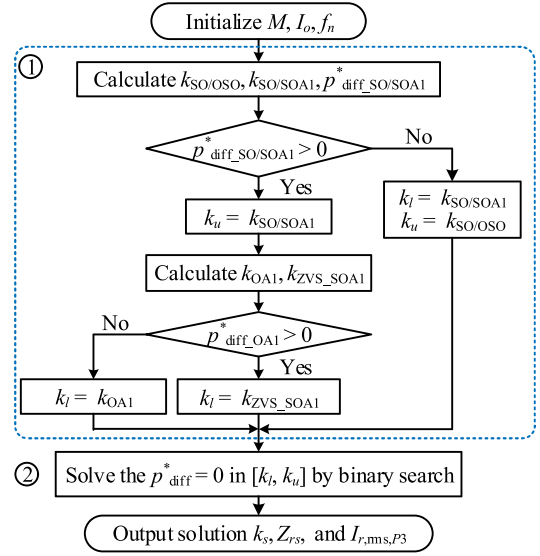 Initialize M, Io, fn
①
Calculate kSO/OSO, kSO/SOA1, p*diff_SO/SOA1
p*diff_SO/SOA1 > 0
No
Yes
kl = kSO/SOA1
ku = kSO/OSO
ku = kSO/SOA1
Calculate kOA1, kZVS_SOA1
p*diff_OA1 > 0
No
Yes
kl = kOA1
kl = kZVS_SOA1
②
Solve the p*diff = 0 in [kl, ku] by binary search
Output solution ks, Zrs, and Ir,rms,P3